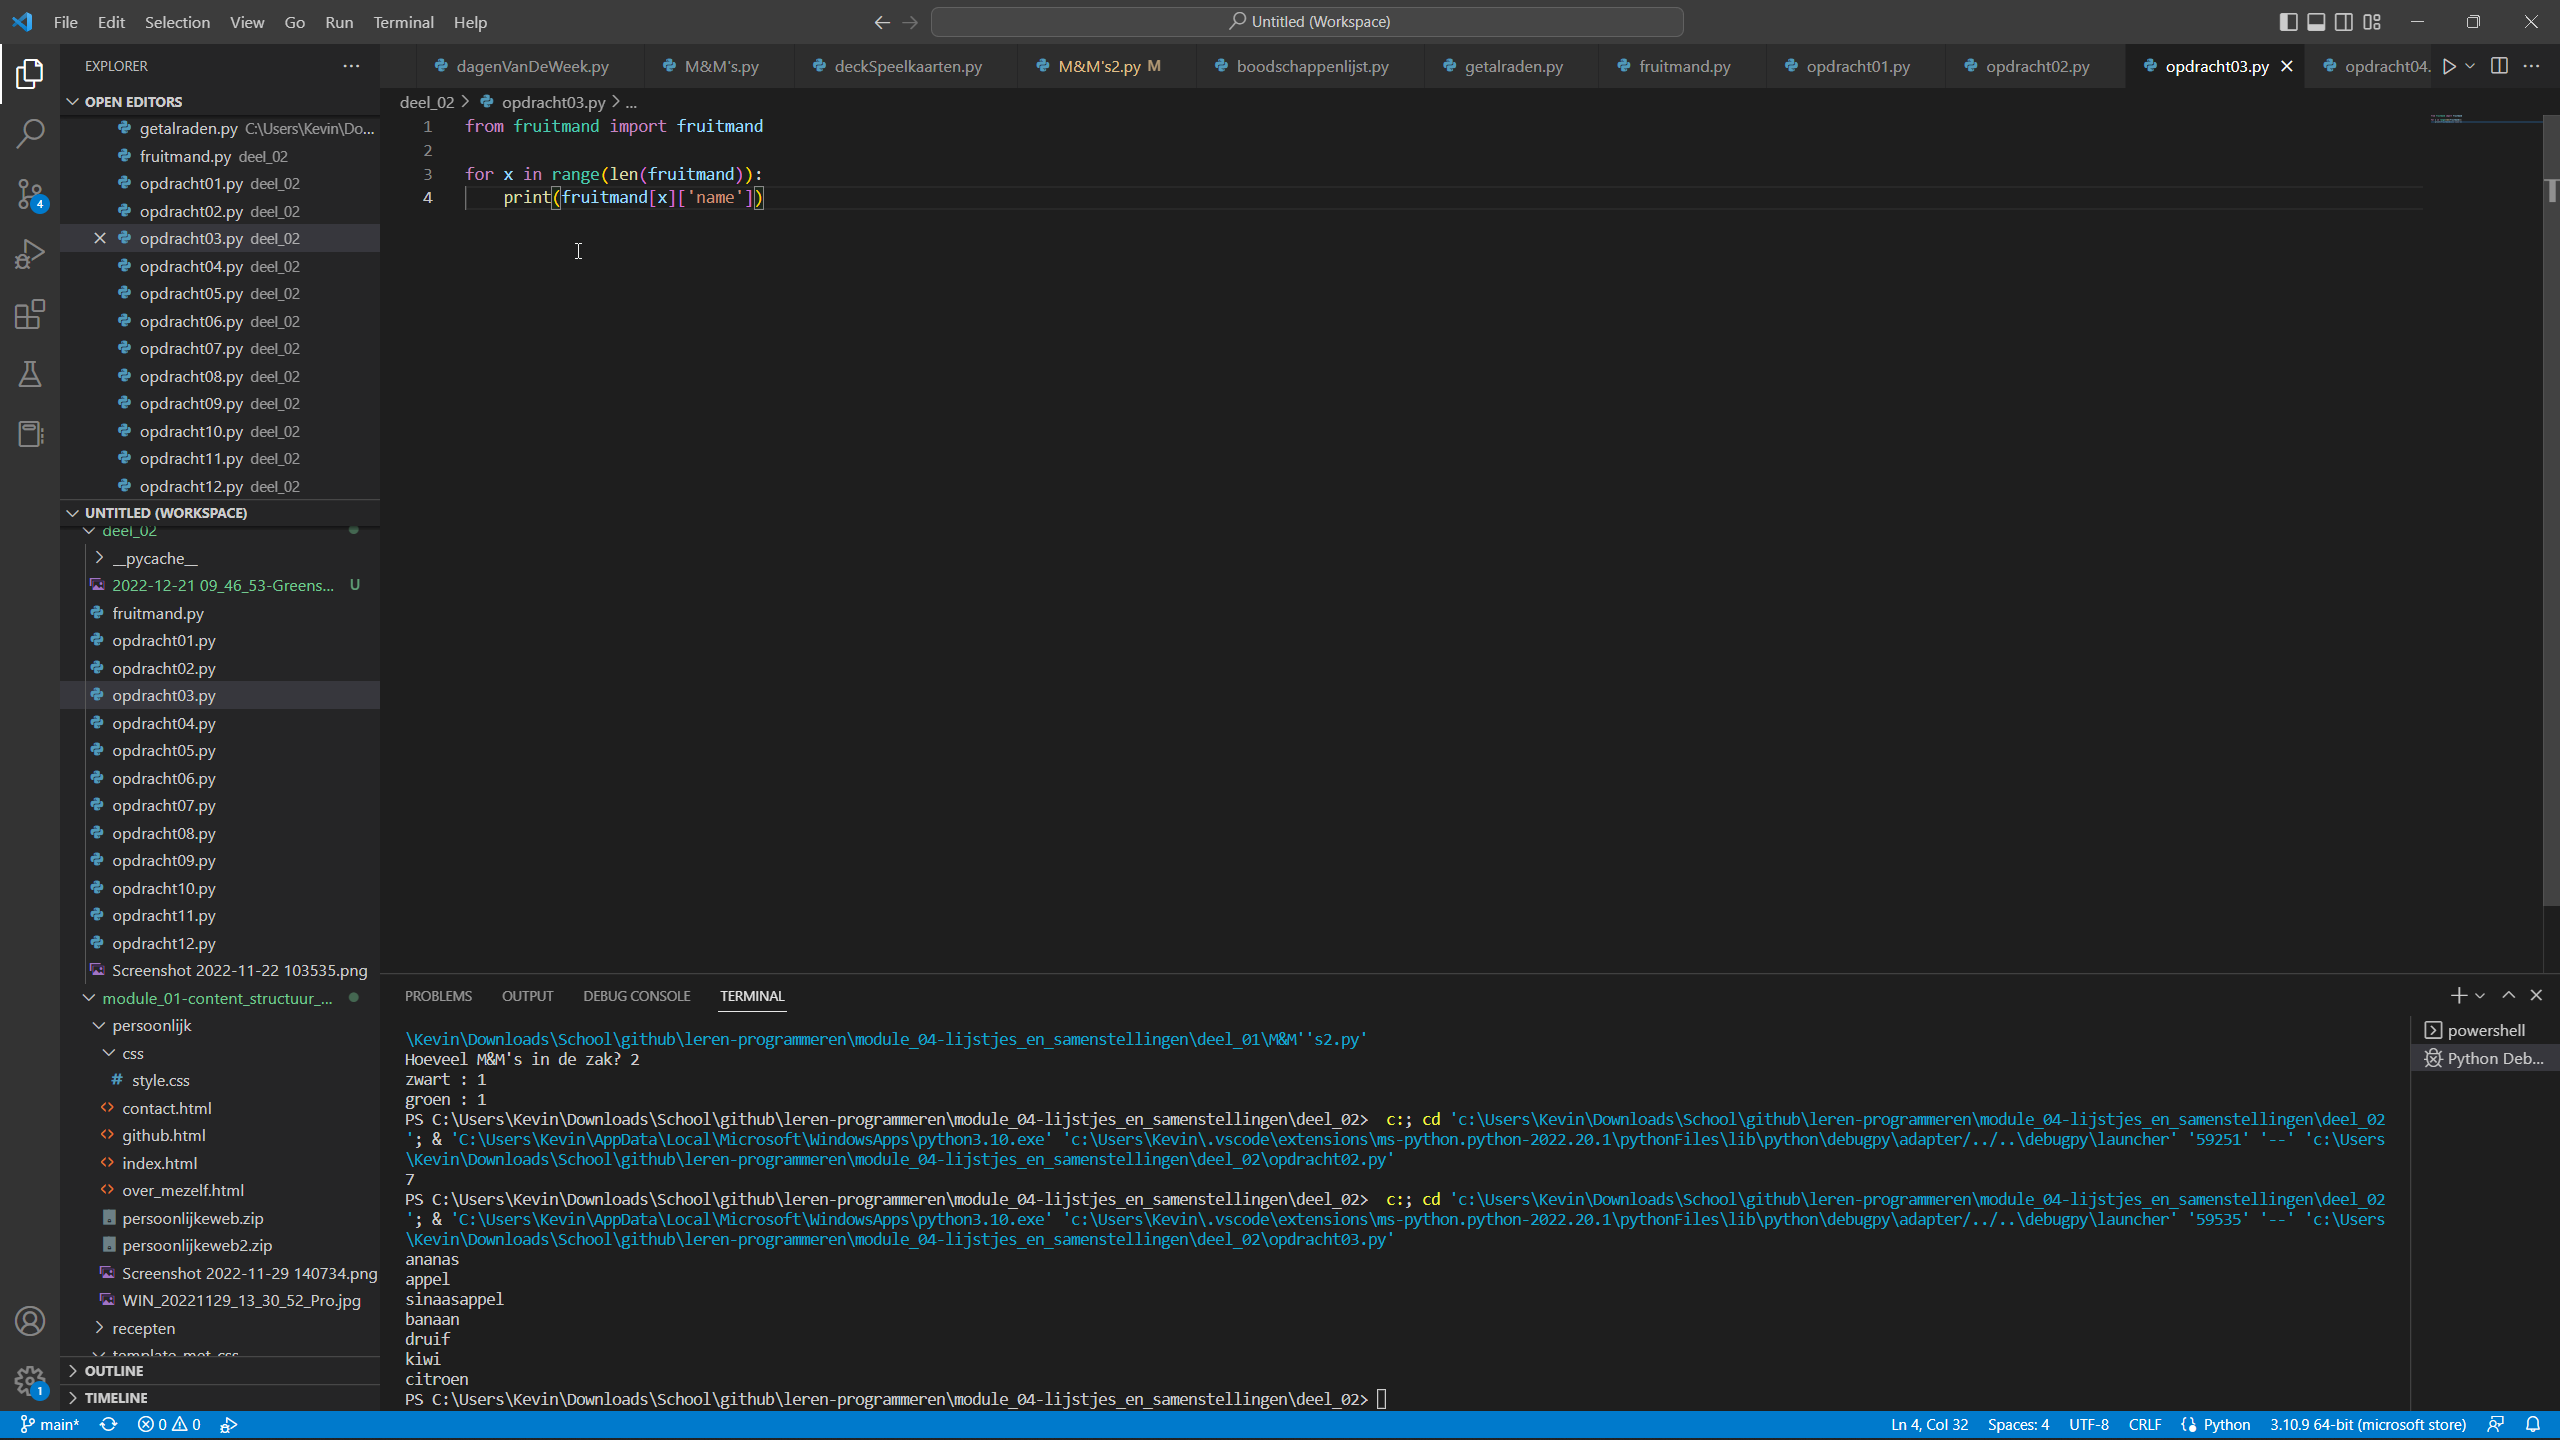 File Edit Selection View Go Run Terminal Help
Untitled (Workspace)
EXPLORER
OPEN EDITORS
getalraden.py C:\Users\Kevin\Do...
fruitmand.py deel_02
opdracht01.py deel_02
opdracht02.py deel_02
opdracht03.py deel_02
opdracht04.py deel_02
opdracht05.py deel_02
opdracht06.py deel_02
opdracht07.py deel_02
opdracht08.py deel_02
opdracht09.py deel_02
opdracht10.py deel_02
opdracht11.py deel_02
opdracht12.py deel_02
UNTITLED (WORKSPACE)
deel_02
__pycache__
2022-12-21 09_46_53-Greens... U
fruitmand.py
opdracht01.py
opdracht02.py
opdracht03.py
opdracht04.py
opdracht05.py
opdracht06.py
opdracht07.py
opdracht08.py
opdracht09.py
opdracht10.py
opdracht11.py
opdracht12.py
Screenshot 2022-11-22 103535.png
module_01-content_structuur_...
persoonlijk
css
# style.css
contact.html
github.html
index.html
over_mezelf.html
persoonlijkeweb.zip
persoonlijkeweb2.zip
Screenshot 2022-11-29 140734.png
WIN_20221129_13_30_52_Pro.jpg
recepten
template_met_css
OUTLINE
TIMELINE
4
1
dagenVanDeWeek.py M&M's.py deckSpeelkaarten.py M&M's2.py M boodschappenlijst.py getalraden.py fruitmand.py opdracht01.py opdracht02.py opdracht03.py opdracht04.
deel_02 > opdracht03.py > ...
1 from fruitmand import fruitmand
2
3 for x in range(len(fruitmand)):
4 print(fruitmand[x]['name'])
PROBLEMS OUTPUT DEBUG CONSOLE TERMINAL
powershell
Python Deb...
\Kevin\Downloads\School\github\leren-programmeren\module_04-lijstjes_en_samenstellingen\deel_01\M&M''s2.py'
Hoeveel M&M's in de zak? 2
zwart : 1
groen : 1
PS C:\Users\Kevin\Downloads\School\github\leren-programmeren\module_04-lijstjes_en_samenstellingen\deel_02> c:; cd 'c:\Users\Kevin\Downloads\School\github\leren-programmeren\module_04-lijstjes_en_samenstellingen\deel_02
'; & 'C:\Users\Kevin\AppData\Local\Microsoft\WindowsApps\python3.10.exe' 'c:\Users\Kevin\.vscode\extensions\ms-python.python-2022.20.1\pythonFiles\lib\python\debugpy\adapter/../..\debugpy\launcher' '59251' '--' 'c:\Users
\Kevin\Downloads\School\github\leren-programmeren\module_04-lijstjes_en_samenstellingen\deel_02\opdracht02.py'
7
PS C:\Users\Kevin\Downloads\School\github\leren-programmeren\module_04-lijstjes_en_samenstellingen\deel_02> c:; cd 'c:\Users\Kevin\Downloads\School\github\leren-programmeren\module_04-lijstjes_en_samenstellingen\deel_02
'; & 'C:\Users\Kevin\AppData\Local\Microsoft\WindowsApps\python3.10.exe' 'c:\Users\Kevin\.vscode\extensions\ms-python.python-2022.20.1\pythonFiles\lib\python\debugpy\adapter/../..\debugpy\launcher' '59535' '--' 'c:\Users
\Kevin\Downloads\School\github\leren-programmeren\module_04-lijstjes_en_samenstellingen\deel_02\opdracht03.py'
ananas
appel
sinaasappel
banaan
druif
kiwi
citroen
PS C:\Users\Kevin\Downloads\School\github\leren-programmeren\module_04-lijstjes_en_samenstellingen\deel_02>
main* 0 0 Ln 4, Col 32 Spaces: 4 UTF-8 CRLF Python 3.10.9 64-bit (microsoft store)